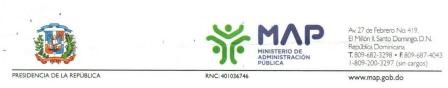 PRESIDENCIA DE LA REPÚBLICA
MAP
MINISTERIO DE
ADMINISTRACIÓN
PÚBLICA
RNC: 401036746
Av. 27 de Febrero No. 419,
El Millón II, Santo Domingo, D.N.
República Dominicana
T. 809-682-3298 • F. 809-687-4043
1-809-200-3297 (sin cargos)
www.map.gob.do